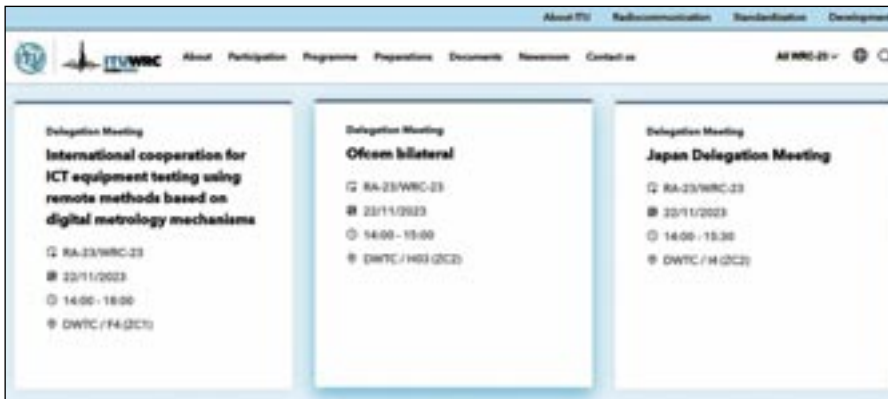 About ITU Radiocommunication Standardization Development
ITUWRC About Participation Programme Preparations Documents Newsroom Contact us All WRC-23
Delegation Meeting
International cooperation for
ICT equipment testing using
remote methods based on
digital metrology mechanisms
RA-23/WRC-23
22/11/2023
14:00 - 18:00
DWTC / F4 (ZC1)
Delegation Meeting
Ofcom bilateral
RA-23/WRC-23
22/11/2023
14:00 - 15:00
DWTC / H03 (ZC2)
Delegation Meeting
Japan Delegation Meeting
RA-23/WRC-23
22/11/2023
14:00 - 15:30
DWTC / I4 (ZC2)